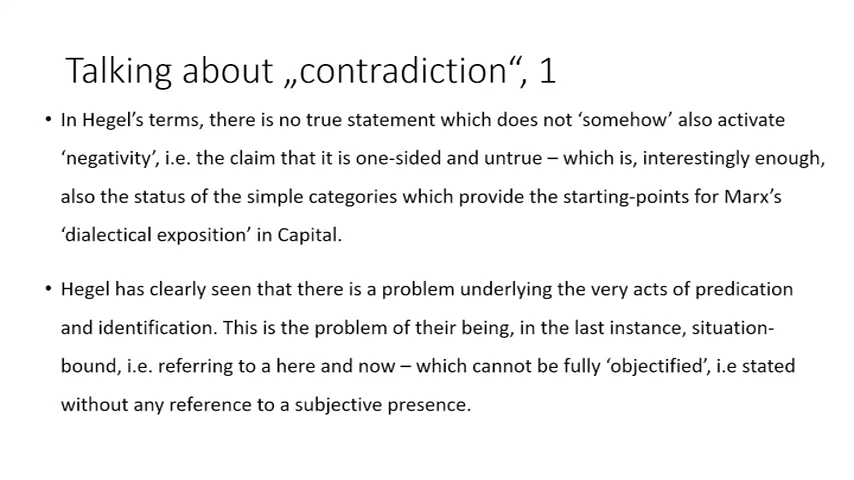 Talking about „contradiction“, 1
• In Hegel’s terms, there is no true statement which does not ‘somehow’ also activate
‘negativity’, i.e. the claim that it is one-sided and untrue – which is, interestingly enough,
also the status of the simple categories which provide the starting-points for Marx’s
‘dialectical exposition’ in Capital.
• Hegel has clearly seen that there is a problem underlying the very acts of predication
and identification. This is the problem of their being, in the last instance, situation-
bound, i.e. referring to a here and now – which cannot be fully ‘objectified’, i.e stated
without any reference to a subjective presence.